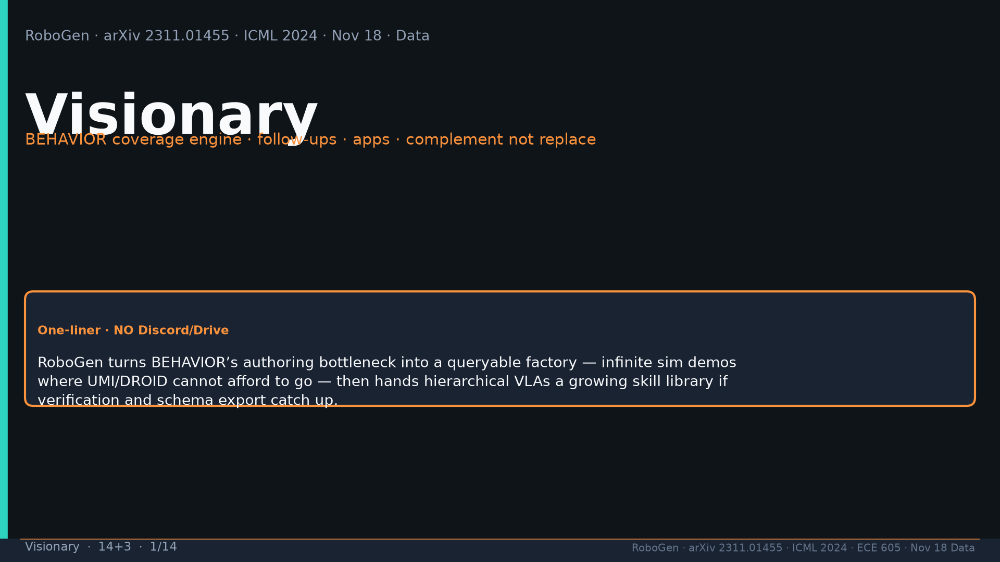 RoboGen · arXiv 2311.01455 · ICML 2024 · Nov 18 · Data
Visionary
BEHAVIOR coverage engine · follow-ups · apps · complement not replace
One-liner · NO Discord/Drive
RoboGen turns BEHAVIOR’s authoring bottleneck into a queryable factory — infinite sim demos
where UMI/DROID cannot afford to go — then hands hierarchical VLAs a growing skill library if
verification and schema export catch up.
Visionary · 14+3 · 1/14
RoboGen · arXiv 2311.01455 · ICML 2024 · ECE 605 · Nov 18 Data